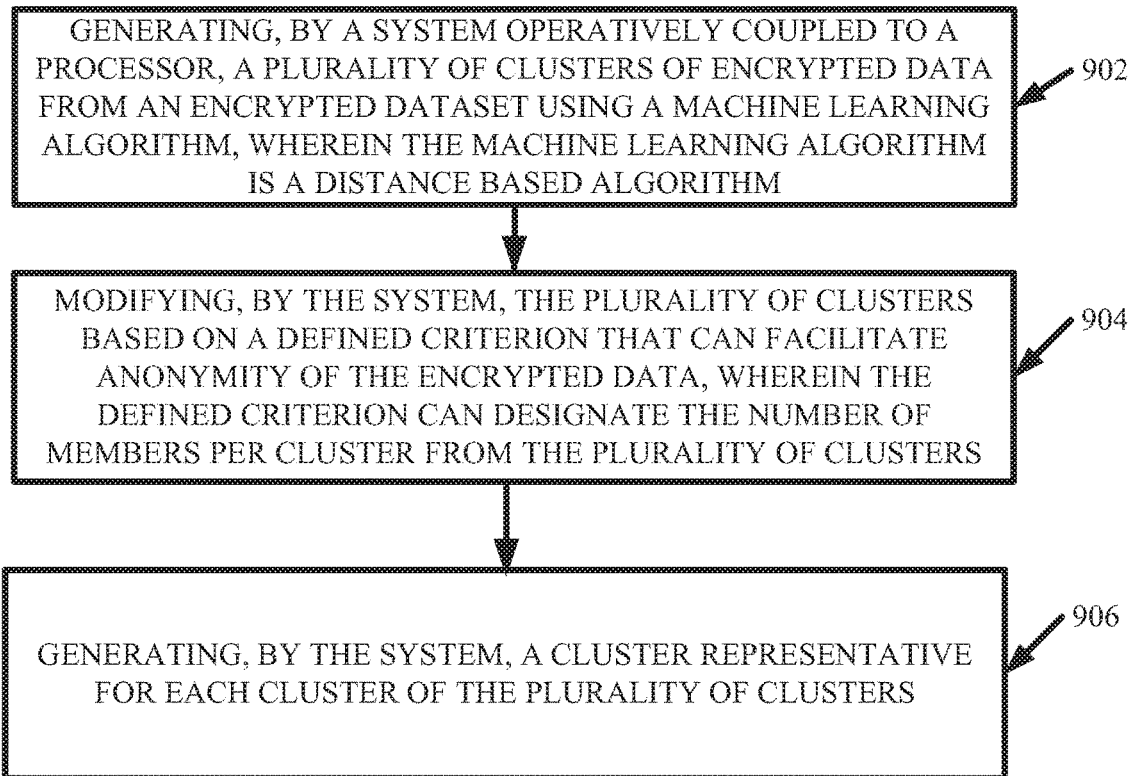 GENERATING, BY A SYSTEM OPERATIVELY COUPLED TO A
PROCESSOR, A PLURALITY OF CLUSTERS OF ENCRYPTED DATA
FROM AN ENCRYPTED DATASET USING A MACHINE LEARNING
ALGORITHM, WHEREIN THE MACHINE LEARNING ALGORITHM
IS A DISTANCE BASED ALGORITHM
902
MODIFYING, BY THE SYSTEM, THE PLURALITY OF CLUSTERS
BASED ON A DEFINED CRITERION THAT CAN FACILITATE
ANONYMITY OF THE ENCRYPTED DATA, WHEREIN THE
DEFINED CRITERION CAN DESIGNATE THE NUMBER OF
MEMBERS PER CLUSTER FROM THE PLURALITY OF CLUSTERS
904
GENERATING, BY THE SYSTEM, A CLUSTER REPRESENTATIVE
FOR EACH CLUSTER OF THE PLURALITY OF CLUSTERS
906